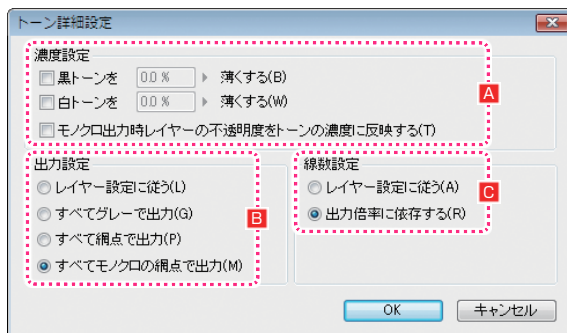 トーン詳細設定
濃度設定
黒トーンを 0.0 % 薄くする(B)
白トーンを 0.0 % 薄くする(W)
A
モノクロ出力時レイヤーの不透明度をトーンの濃度に反映する(T)
出力設定
レイヤー設定に従う(L)
すべてグレーで出力(G)
B
すべて網点で出力(P)
すべてモノクロの網点で出力(M)
線数設定
レイヤー設定に従う(A)
C
出力倍率に依存する(R)
OK
キャンセル